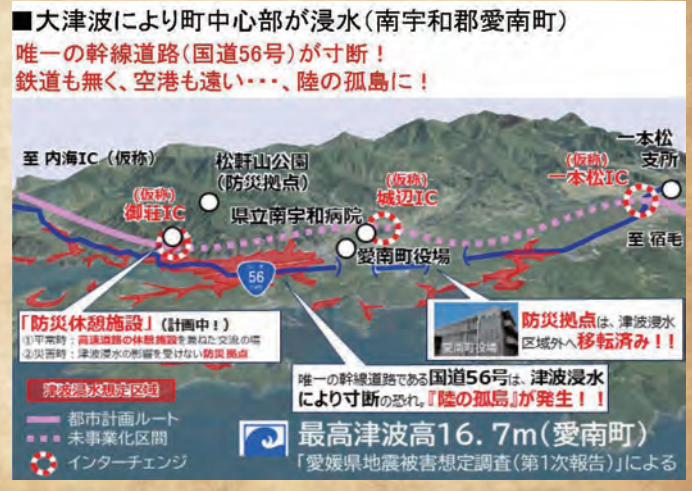 ■大津波により町中心部が浸水(南宇和郡愛南町)
唯一の幹線道路(国道56号)が寸断！
鉄道も無く、空港も遠い・・・、陸の孤島に！
至 内海IC(仮称)
松軒山公園
(防災拠点)
(仮称)
御荘IC
県立南宇和病院
(仮称)
城辺IC
愛南町役場
(仮称)
一本松IC
一本松
支所
至 宿毛
56
「防災休憩施設」(計画中！)
①平常時：高速道路の休憩施設を兼ねた交流の場
②災害時：津波浸水の影響を受けない防災拠点
愛南町役場
防災拠点は、津波浸水
区域外へ移転済み！！
唯一の幹線道路である国道56号は、津波浸水
により寸断の恐れ。『陸の孤島』が発生！！
津波浸水想定区域
都市計画ルート
未事業化区間
インターチェンジ
最高津波高16.7m(愛南町)
「愛媛県地震被害想定調査(第1次報告)」による